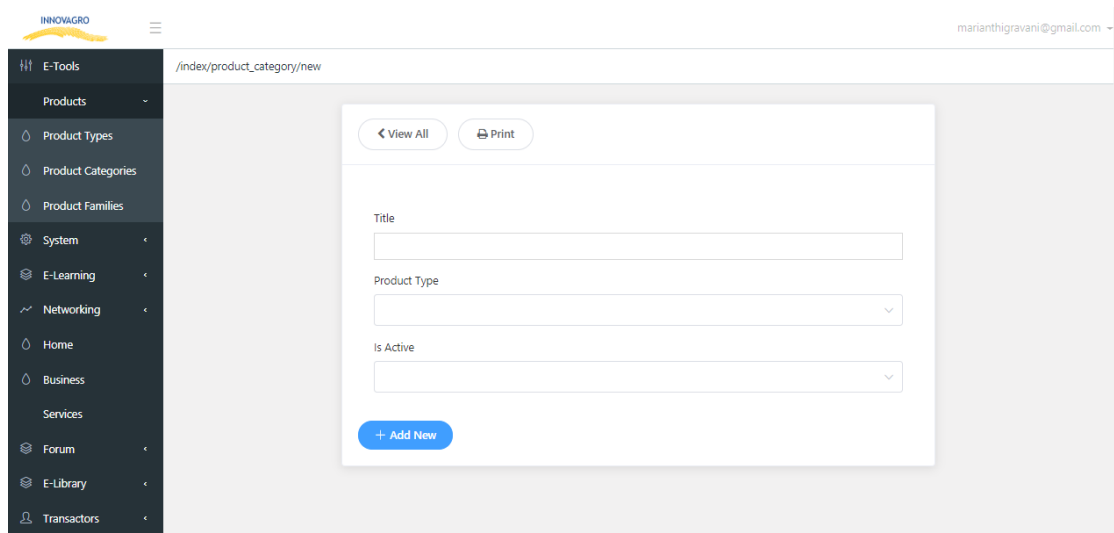 INNOVAGRO
marianthigravani@gmail.com
E-Tools
/index/product_category/new
Products
Product Types
Product Categories
Product Families
System
E-Learning
Networking
Home
Business
Services
Forum
E-Library
Transactors
View All
Print
Title
Product Type
Is Active
+ Add New